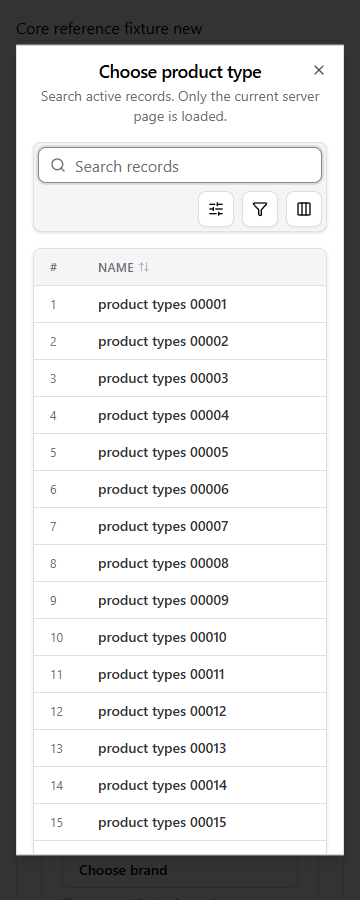 Core reference fixture new
Choose product type
Search active records. Only the current server
page is loaded.
Search records
# NAME
1 product types 00001
2 product types 00002
3 product types 00003
4 product types 00004
5 product types 00005
6 product types 00006
7 product types 00007
8 product types 00008
9 product types 00009
10 product types 00010
11 product types 00011
12 product types 00012
13 product types 00013
14 product types 00014
15 product types 00015
Choose brand